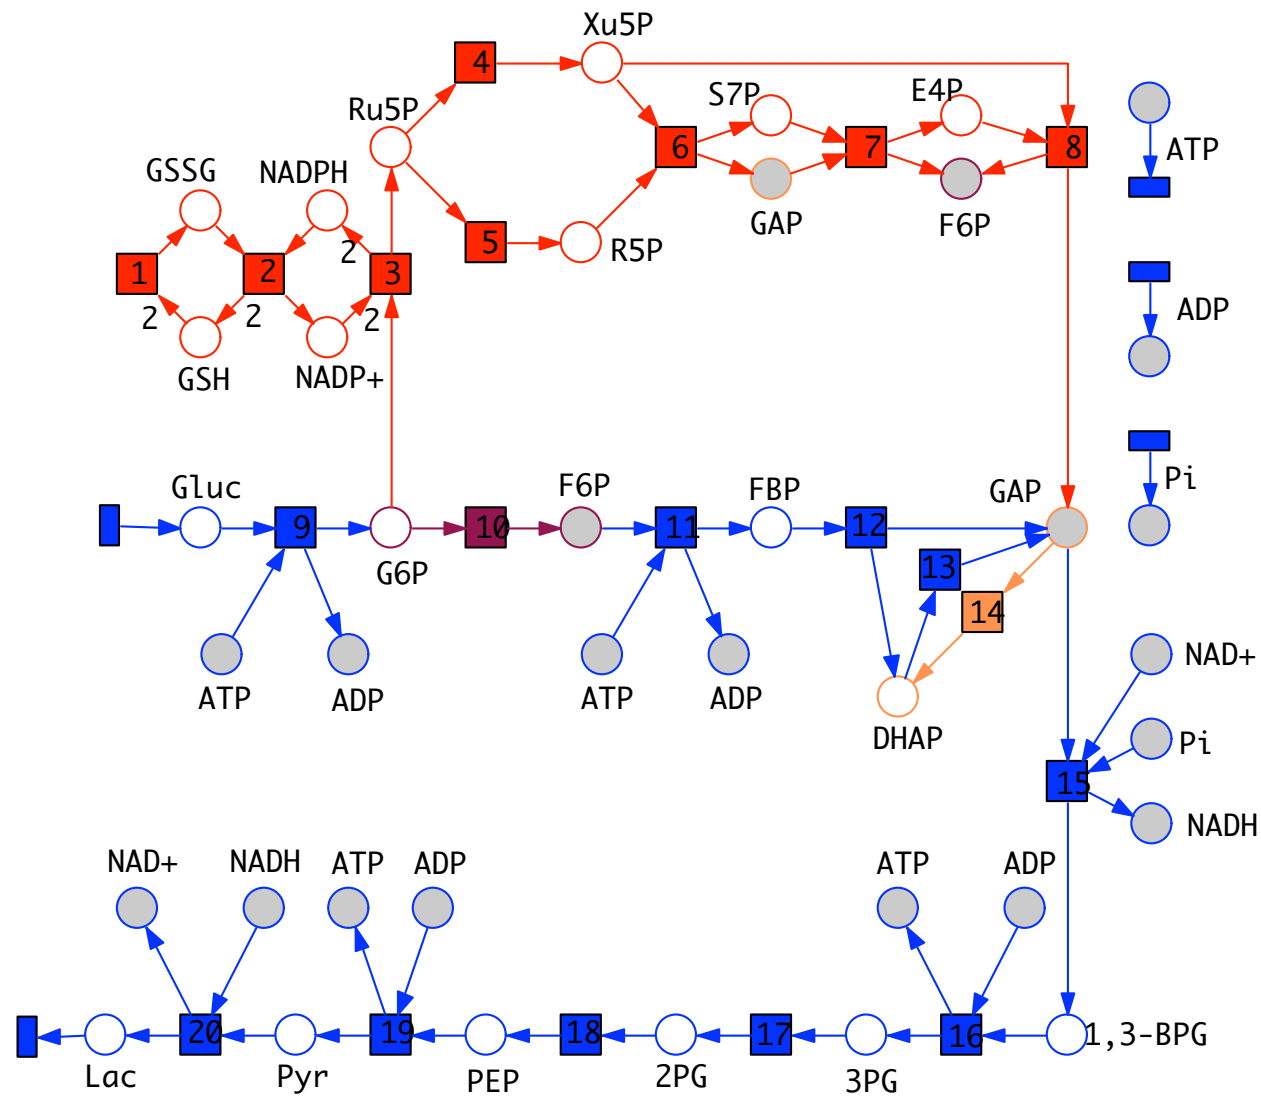 Xu5P
4
Ru5P
S7P
E4P
6
7
8
ATP
GSSG
NADPH
GAP
F6P
2
5
R5P
1
2
3
2
2
2
ADP
GSH
NADP+
Gluc
F6P
FBP
GAP
Pi
9
10
11
12
G6P
13
14
ATP
ADP
ATP
ADP
NAD+
DHAP
Pi
15
NADH
NAD+
NADH
ATP
ADP
ATP
ADP
20
19
18
17
16
1,3-BPG
Lac
Pyr
PEP
2PG
3PG